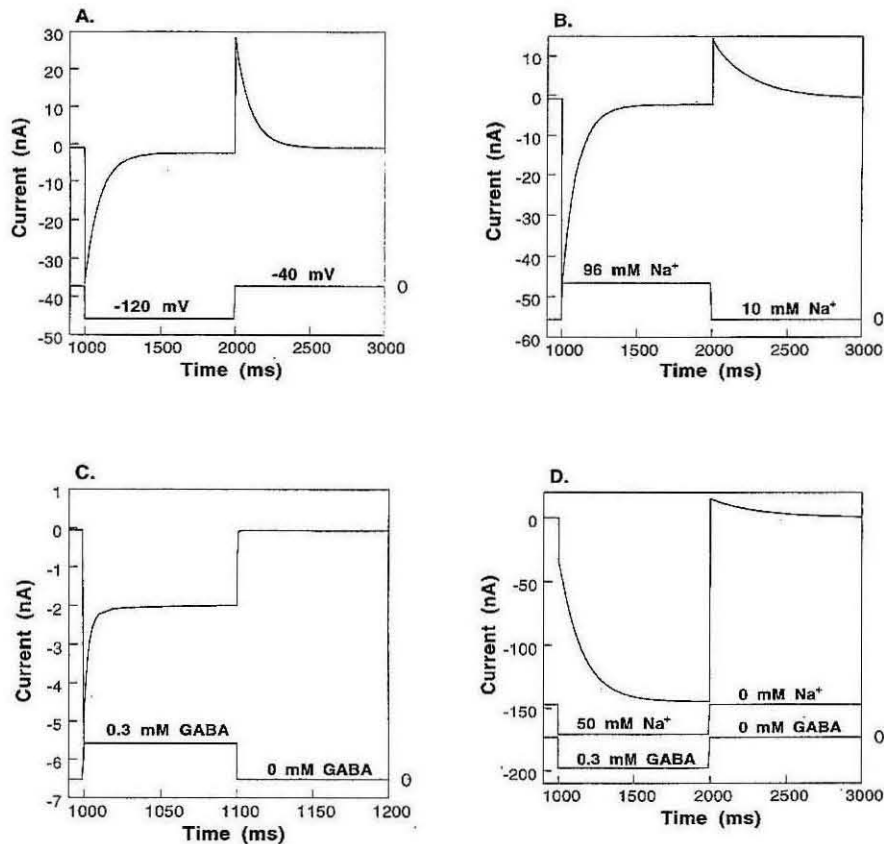 A.
30
20
10
0
-10
-20
-30
-40
-50
Current (nA)
-40 mV
-120 mV
0
1000 1500 2000 2500 3000
Time (ms)
B.
10
0
-10
-20
-30
-40
-50
-60
Current (nA)
96 mM Na⁺
10 mM Na⁺
0
1000 1500 2000 2500 3000
Time (ms)
C.
1
0
-1
-2
-3
-4
-5
-6
-7
Current (nA)
0.3 mM GABA
0 mM GABA
0
1000 1100 1200
Time (ms)
D.
0
-50
-100
-150
-200
Current (nA)
0 mM Na⁺
50 mM Na⁺
0 mM GABA
0.3 mM GABA
0
1000 1500 2000 2500 3000
Time (ms)